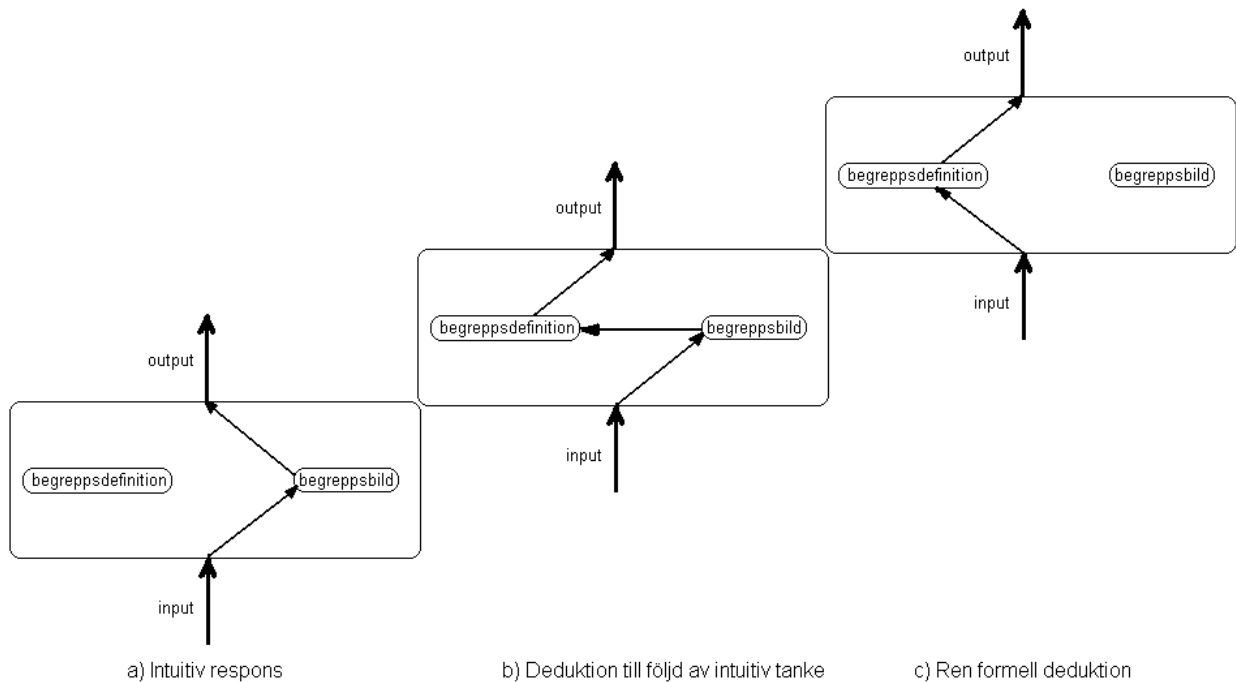 output
begreppsdefinition
begreppsbild
input
output
begreppsdefinition
begreppsbild
input
output
begreppsdefinition
begreppsbild
input
a) Intuitiv respons
b) Deduktion till följd av intuitiv tanke
c) Ren formell deduktion